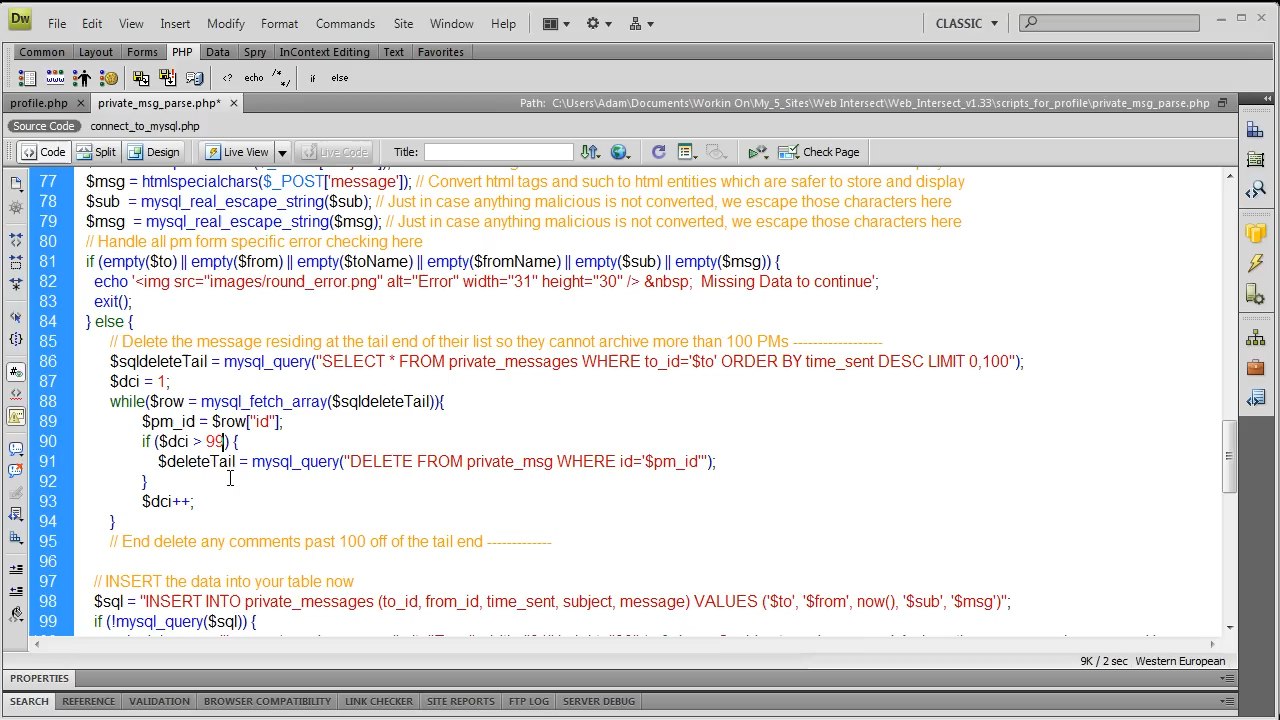 Dw File Edit View Insert Modify Format Commands Site Window Help CLASSIC
Common Layout Forms PHP Data Spry InContext Editing Text Favorites
<? echo /*
*/ if else
profile.php × private_msg_parse.php* × Path: C:\Users\Adam\Documents\Workin On\My_5_Sites\Web Intersect\Web_Intersect_v1.33\scripts_for_profile\private_msg_parse.php
Source Code connect_to_mysql.php
Code Split Design Live View Live Code Title: Check Page
77 $msg = htmlspecialchars($_POST['message']); // Convert html tags and such to html entities which are safer to store and display
78 $sub = mysql_real_escape_string($sub); // Just in case anything malicious is not converted, we escape those characters here
79 $msg = mysql_real_escape_string($msg); // Just in case anything malicious is not converted, we escape those characters here
80 // Handle all pm form specific error checking here
81 if (empty($to) || empty($from) || empty($toName) || empty($fromName) || empty($sub) || empty($msg)) {
82 echo '<img src="images/round_error.png" alt="Error" width="31" height="30" /> &nbsp; Missing Data to continue';
83 exit();
84 } else {
85 // Delete the message residing at the tail end of their list so they cannot archive more than 100 PMs ------------------
86 $sqldeleteTail = mysql_query("SELECT * FROM private_messages WHERE to_id='$to' ORDER BY time_sent DESC LIMIT 0,100");
87 $dci = 1;
88 while($row = mysql_fetch_array($sqldeleteTail)){
89 $pm_id = $row["id"];
90 if ($dci > 99) {
91 $deleteTail = mysql_query("DELETE FROM private_msg WHERE id='$pm_id'");
92 }
93 $dci++;
94 }
95 // End delete any comments past 100 off of the tail end -------------
96
97 // INSERT the data into your table now
98 $sql = "INSERT INTO private_messages (to_id, from_id, time_sent, subject, message) VALUES ('$to', '$from', now(), '$sub', '$msg')";
99 if (!mysql_query($sql)) {
9K / 2 sec Western European
PROPERTIES
SEARCH REFERENCE VALIDATION BROWSER COMPATIBILITY LINK CHECKER SITE REPORTS FTP LOG SERVER DEBUG